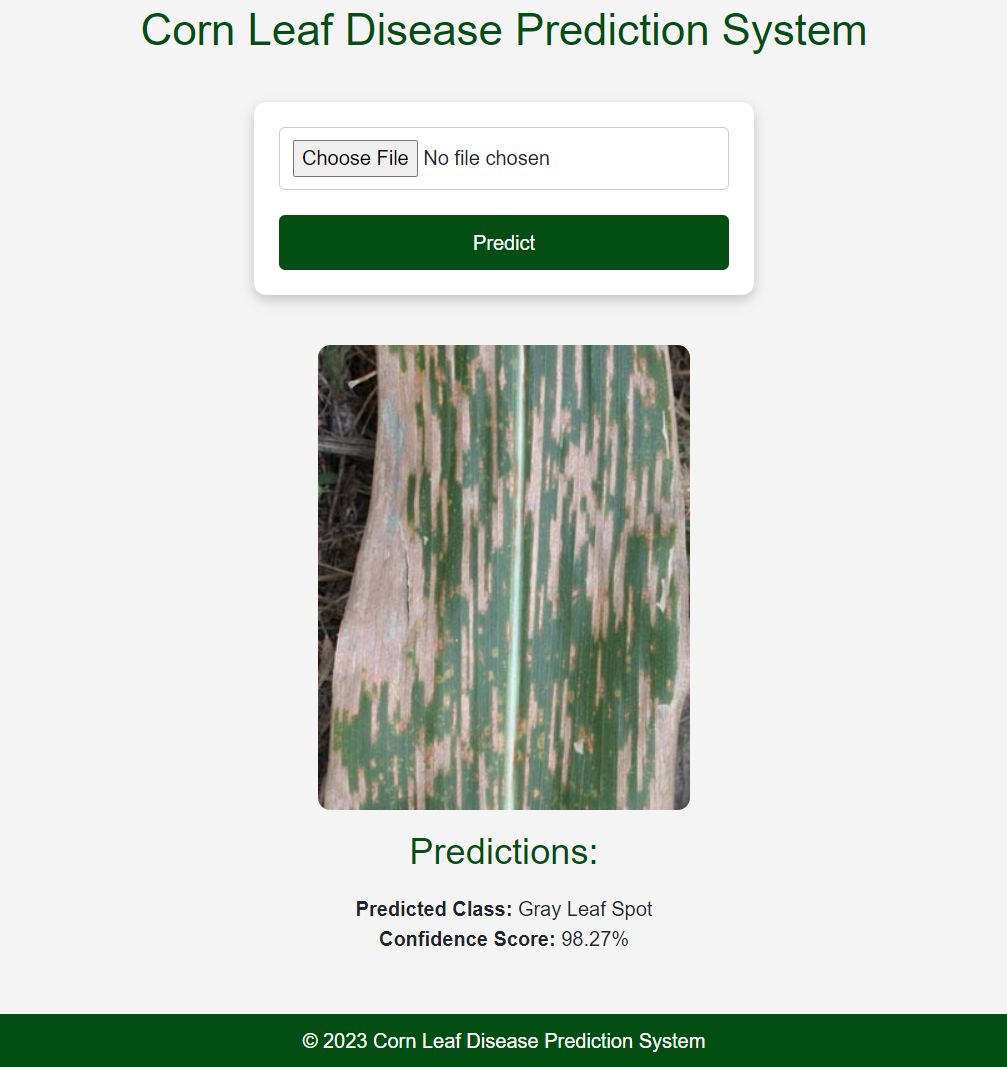 Corn Leaf Disease Prediction System
Choose File No file chosen
Predict
Predictions:
Predicted Class: Gray Leaf Spot
Confidence Score: 98.27%
© 2023 Corn Leaf Disease Prediction System